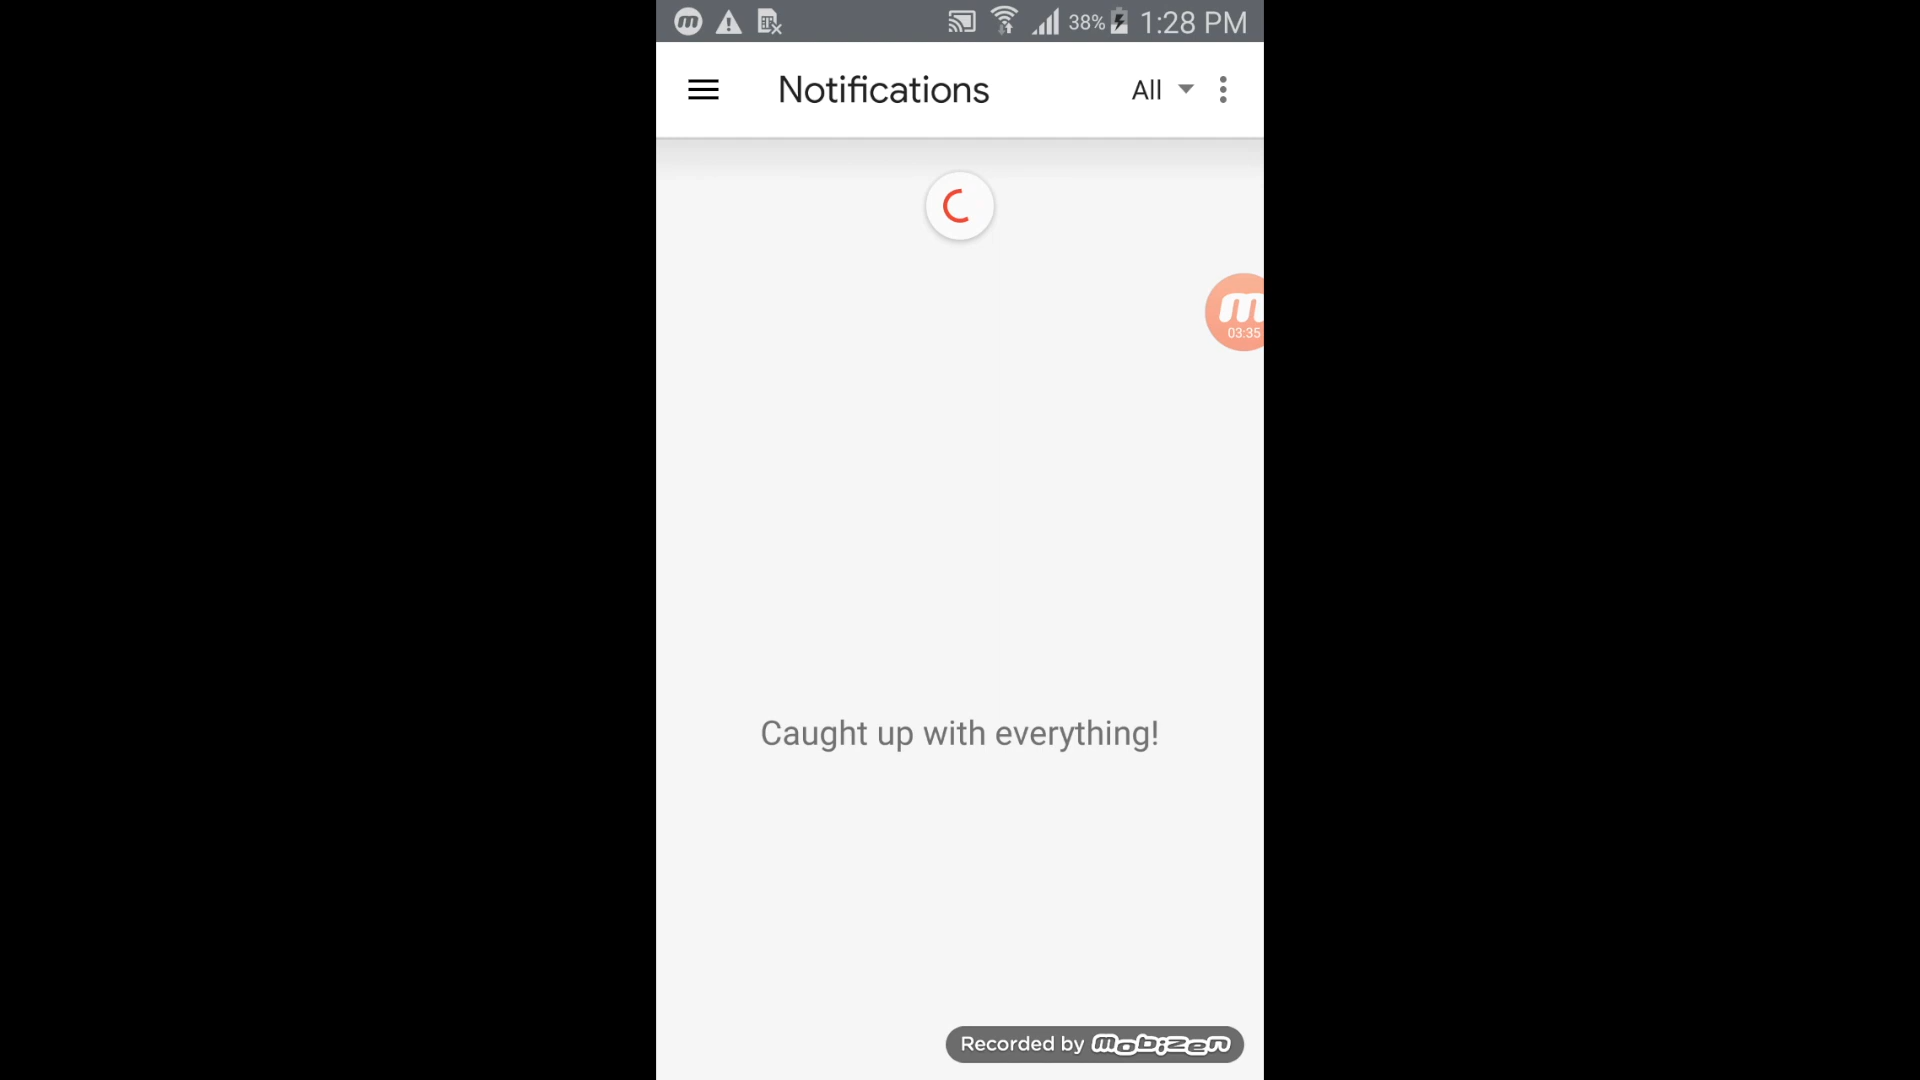 38% 1:28 PM
Notifications All
03:35
Caught up with everything!
Recorded by mobizen